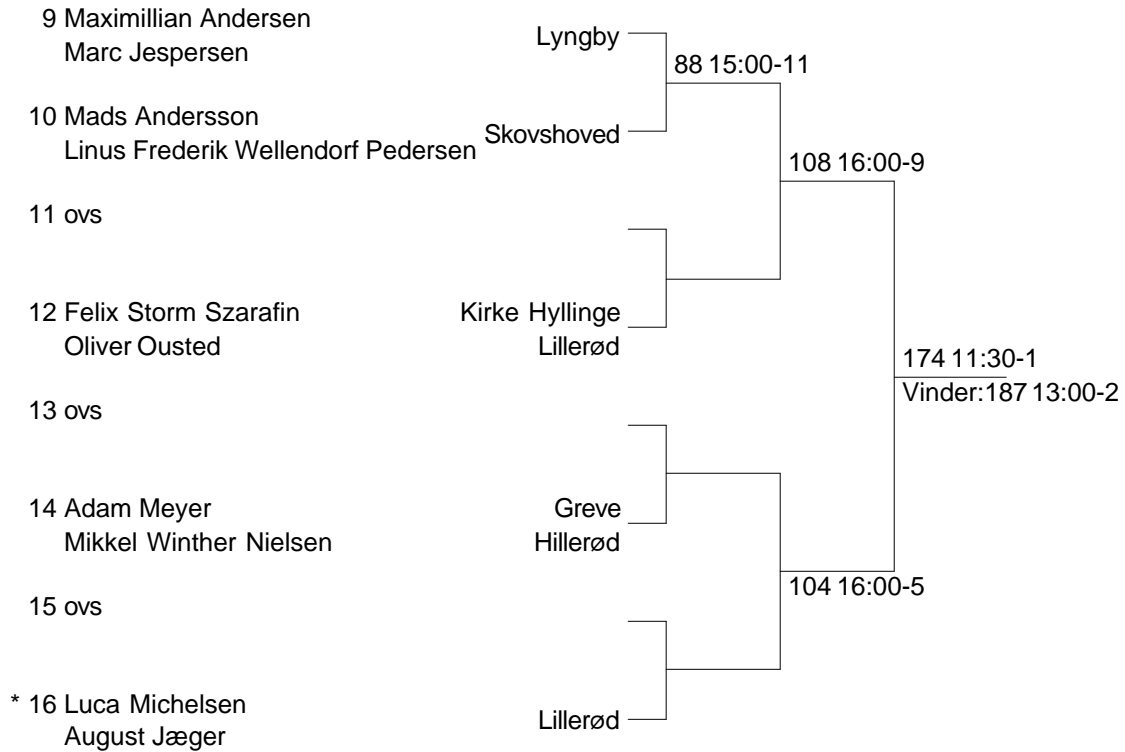 9 Maximillian Andersen
Marc Jespersen
Lyngby
88 15:00-11
10 Mads Andersson
Linus Frederik Wellendorf Pedersen
Skovshoved
108 16:00-9
11 ovs
12 Felix Storm Szarafin
Oliver Ousted
Kirke Hyllinge
Lillerød
174 11:30-1
Vinder:187 13:00-2
13 ovs
14 Adam Meyer
Mikkel Winther Nielsen
Greve
Hillerød
104 16:00-5
15 ovs
* 16 Luca Michelsen
August Jæger
Lillerød